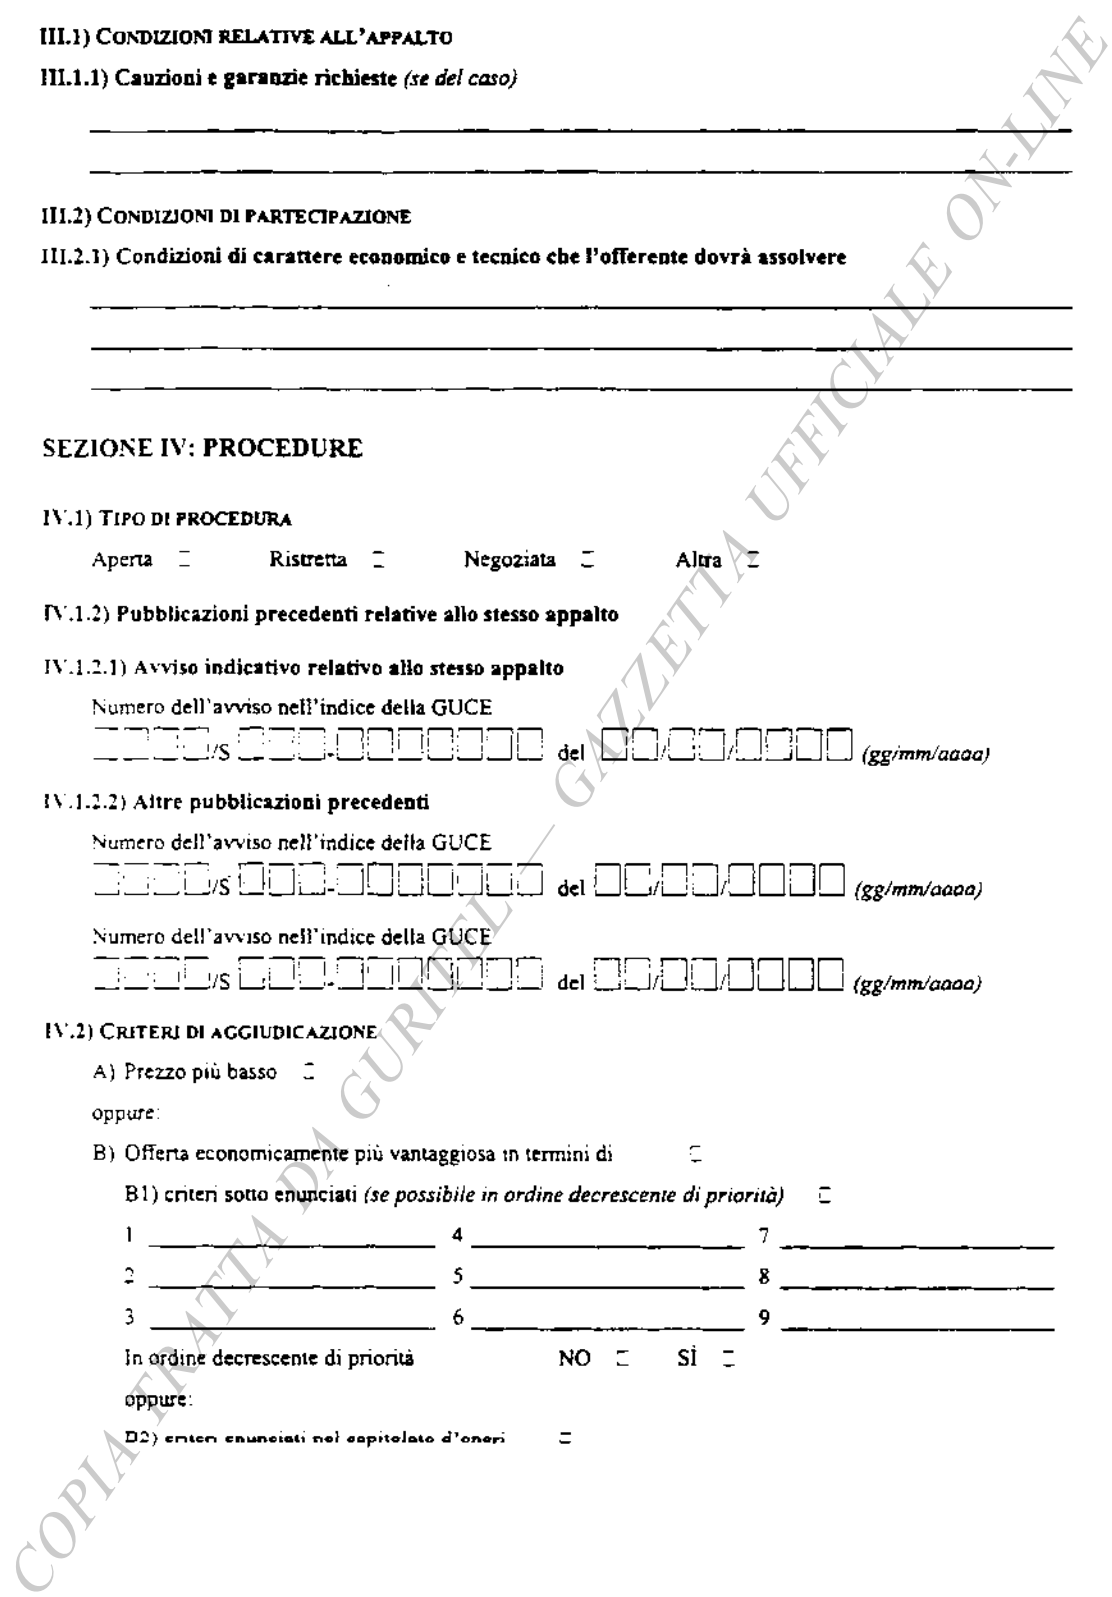 III.1) CONDIZIONI RELATIVE ALL'APPALTO
III.1.1) Cauzioni e garanzie richieste (se del caso)
III.2) CONDIZIONI DI PARTECIPAZIONE
III.2.1) Condizioni di carattere economico e tecnico che l'offerente dovrà assolvere
SEZIONE IV: PROCEDURE
IV.1) TIPO DI PROCEDURA
Aperta □ Ristretta □ Negoziata □ Altra □
IV.1.2) Pubblicazioni precedenti relative allo stesso appalto
IV.1.2.1) Avviso indicativo relativo allo stesso appalto
Numero dell'avviso nell'indice della GUCE
□□□□/S □□□-□□□□□□□ del □□/□□/□□□□ (gg/mm/aaaa)
IV.1.2.2) Altre pubblicazioni precedenti
Numero dell'avviso nell'indice della GUCE
□□□□/S □□□-□□□□□□□ del □□/□□/□□□□ (gg/mm/aaaa)
Numero dell'avviso nell'indice della GUCE
□□□□/S □□□-□□□□□□□ del □□/□□/□□□□ (gg/mm/aaaa)
IV.2) CRITERI DI AGGIUDICAZIONE
A) Prezzo più basso □
oppure:
B) Offerta economicamente più vantaggiosa in termini di □
B1) criteri sotto enunciati (se possibile in ordine decrescente di priorità) □
1 4 7
2 5 8
3 6 9
In ordine decrescente di priorità NO □ SÌ □
oppure:
B2) criteri enunciati nel capitolato d'oneri □
COPIA TRATTA DA GURITEL — GAZZETTA UFFICIALE ON-LINE